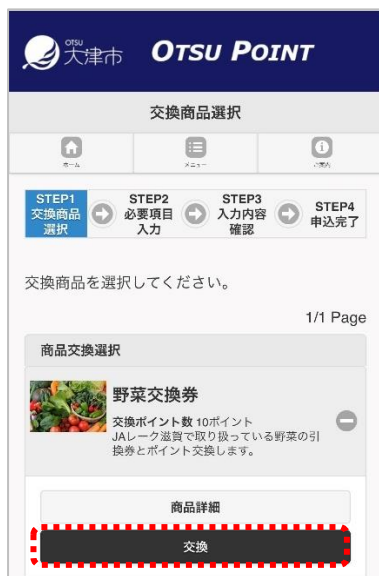 OTSU
大津市 OTSU POINT
交換商品選択
ホーム メニュー ご案内
STEP1
交換商品
選択
STEP2
必要項目
入力
STEP3
入力内容
確認
STEP4
申込完了
交換商品を選択してください。
1/1 Page
商品交換選択
野菜交換券
交換ポイント数 10ポイント
JAレーク滋賀で取り扱っている野菜の引
換券とポイント交換します。
商品詳細
交換